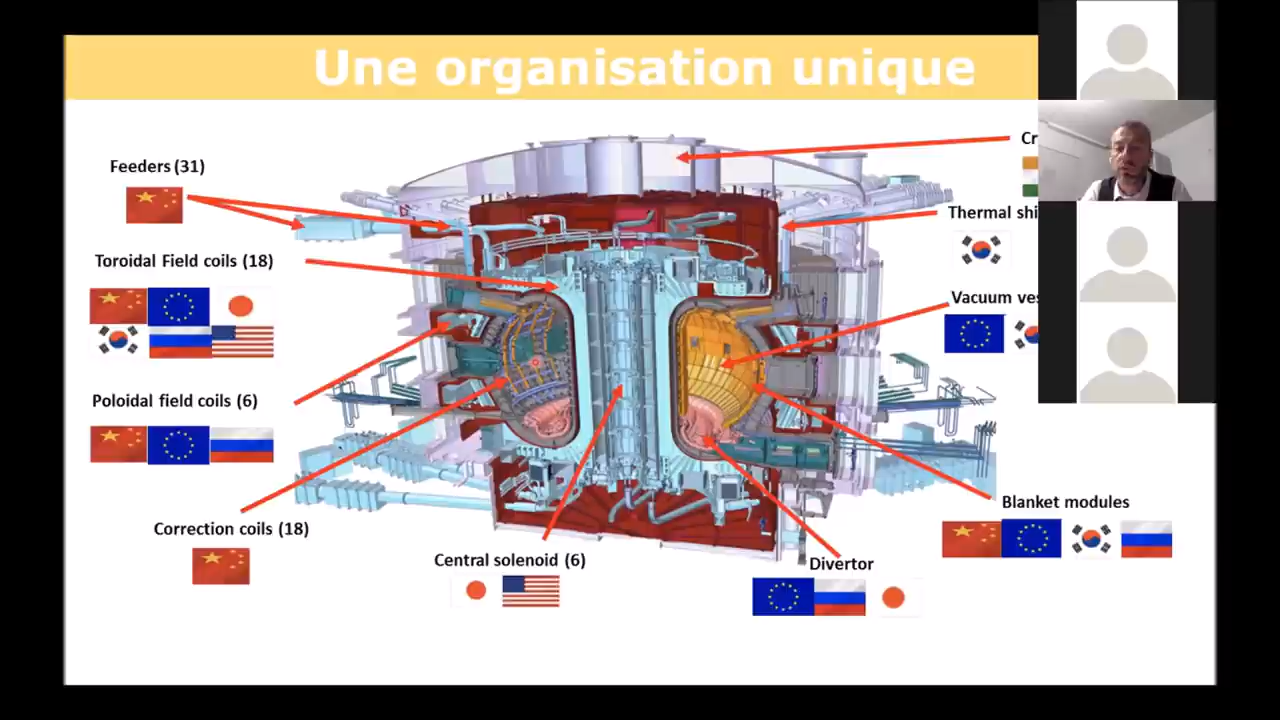 Une organisation unique
Feeders (31)
Cr
Thermal shi
Toroidal Field coils (18)
Vacuum ves
Poloidal field coils (6)
Blanket modules
Correction coils (18)
Central solenoid (6)
Divertor